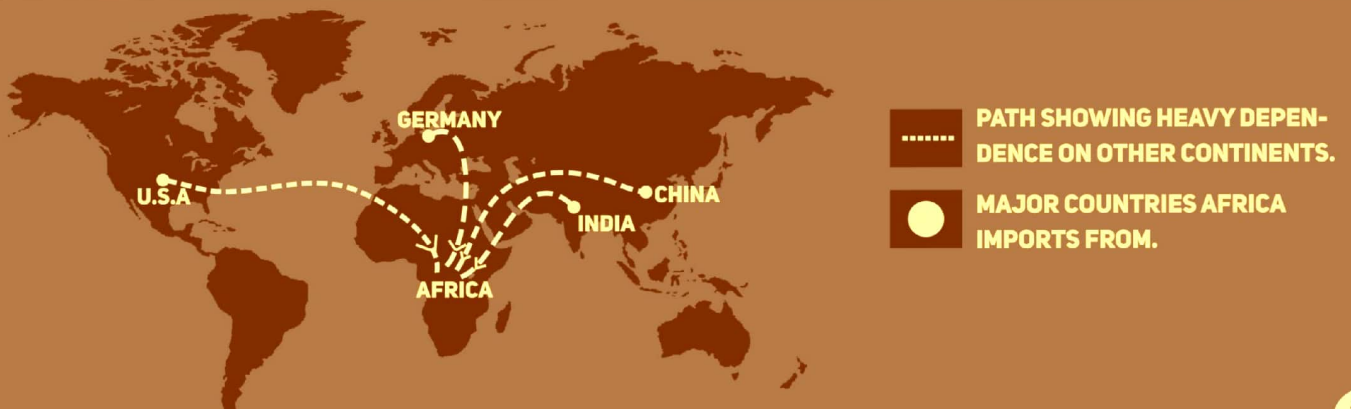 GERMANY
U.S.A
CHINA
INDIA
AFRICA
PATH SHOWING HEAVY DEPEN-
DENCE ON OTHER CONTINENTS.
MAJOR COUNTRIES AFRICA
IMPORTS FROM.